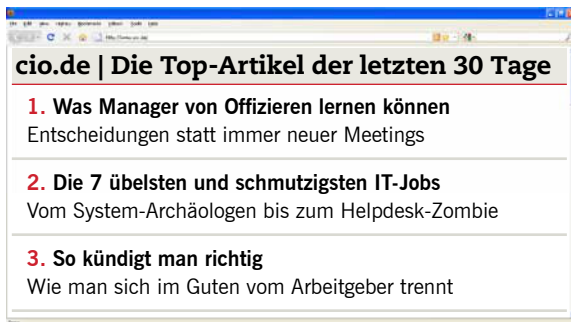 cio.de | Die Top-Artikel der letzten 30 Tage
1. Was Manager von Offizieren lernen können
Entscheidungen statt immer neuer Meetings
2. Die 7 übelsten und schmutzigsten IT-Jobs
Vom System-Archäologen bis zum Helpdesk-Zombie
3. So kündigt man richtig
Wie man sich im Guten vom Arbeitgeber trennt